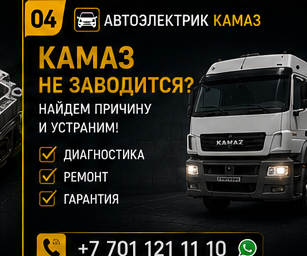 04
АВТОЭЛЕКТРИК КАМАЗ
КАМАЗ
НЕ ЗАВОДИТСЯ?
НАЙДЕМ ПРИЧИНУ
И УСТРАНИМ!
ДИАГНОСТИКА
РЕМОНТ
ГАРАНТИЯ
KAMAZ
+7 701 121 11 10